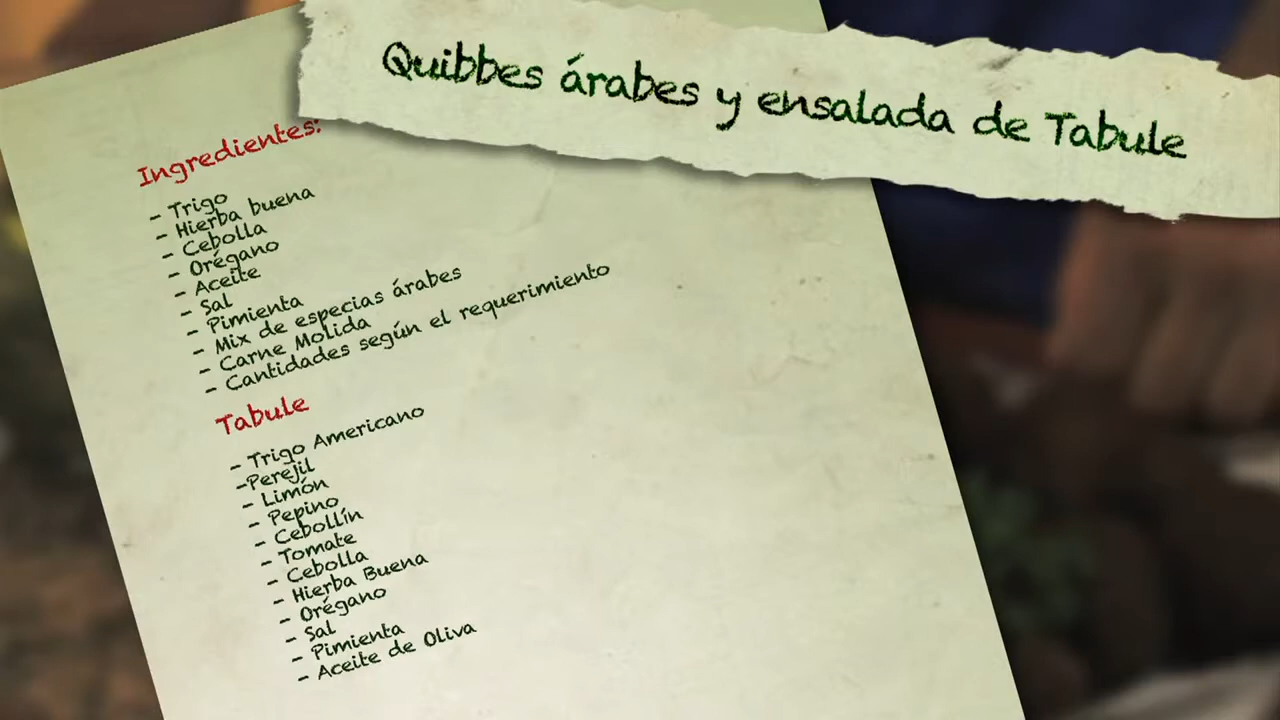 Quibbes árabes y ensalada de Tabule
Ingredientes:
- Trigo
- Hierba buena
- Cebolla
- Orégano
- Aceite
- Sal
- Pimienta
- Mix de especias árabes
- Carne Molida
- Cantidades según el requerimiento
Tabule
- Trigo Americano
-Perejil
- Limón
- Pepino
- Cebollín
- Tomate
- Cebolla
- Hierba Buena
- Orégano
- Sal
- Pimienta
- Aceite de Oliva